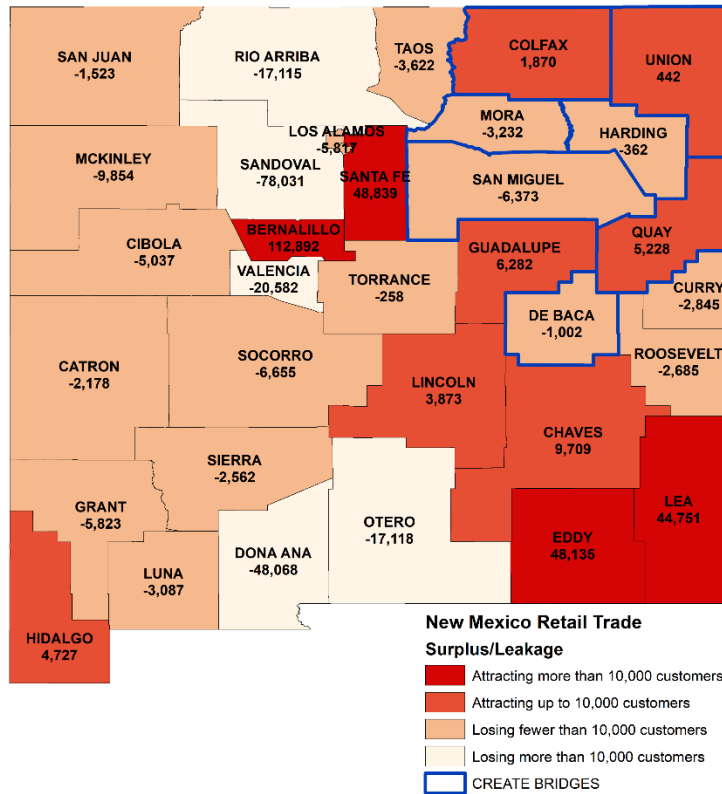 SAN JUAN
-1,523
RIO ARRIBA
-17,115
TAOS
-3,622
COLFAX
1,870
UNION
442
MORA
-3,232
HARDING
-362
LOS ALAMOS
-5,817
MCKINLEY
-9,854
SANDOVAL
-78,031
SANTA FE
48,839
SAN MIGUEL
-6,373
BERNALILLO
112,892
CIBOLA
-5,037
VALENCIA
-20,582
TORRANCE
-258
GUADALUPE
6,282
QUAY
5,228
CURRY
-2,845
DE BACA
-1,002
ROOSEVELT
-2,685
CATRON
-2,178
SOCORRO
-6,655
LINCOLN
3,873
CHAVES
9,709
SIERRA
-2,562
GRANT
-5,823
OTERO
-17,118
LEA
44,751
EDDY
48,135
DONA ANA
-48,068
LUNA
-3,087
HIDALGO
4,727
New Mexico Retail Trade
Surplus/Leakage
Attracting more than 10,000 customers
Attracting up to 10,000 customers
Losing fewer than 10,000 customers
Losing more than 10,000 customers
CREATE BRIDGES